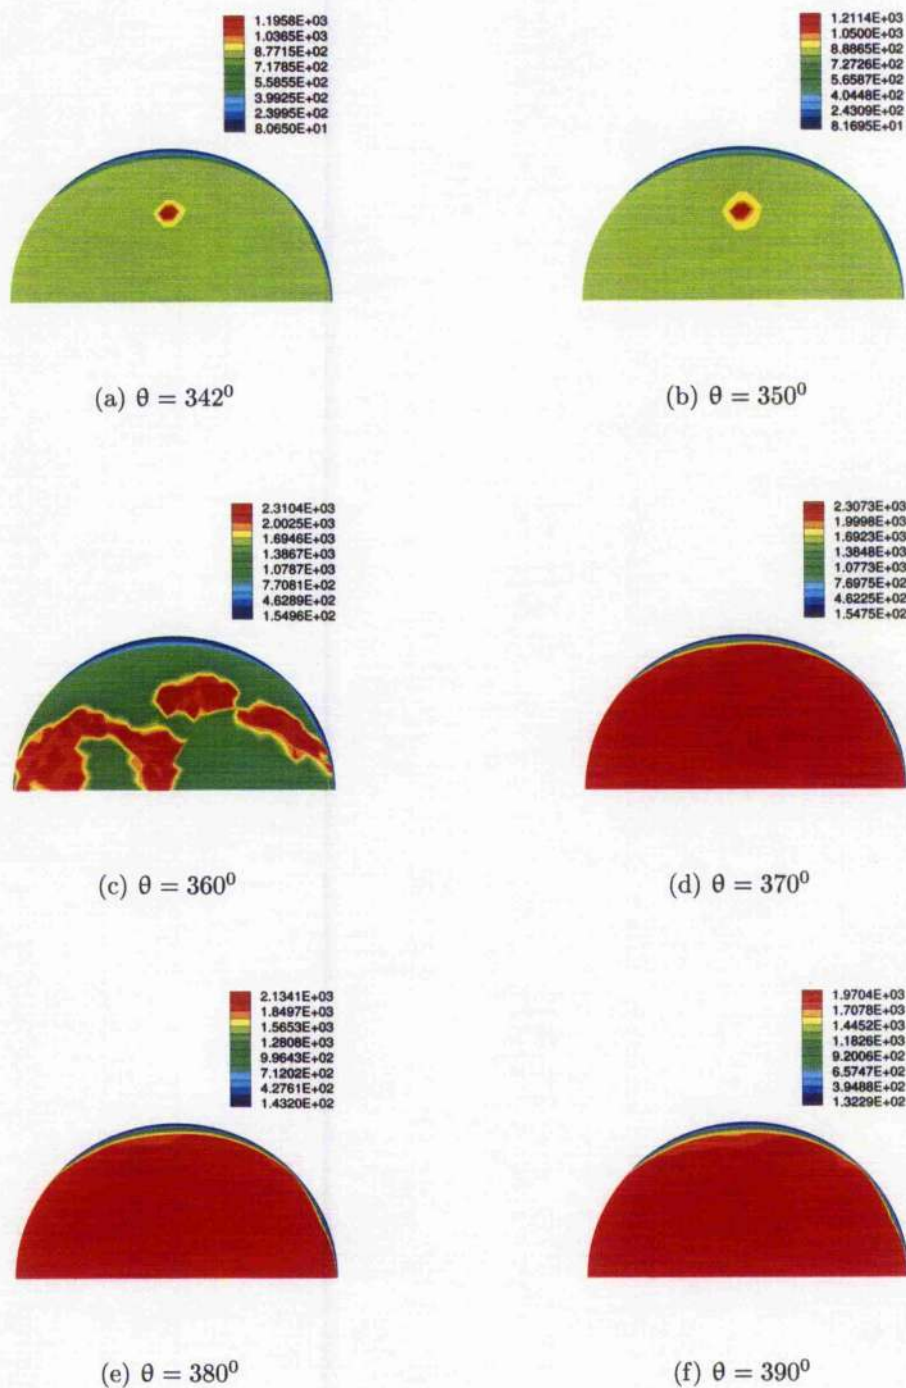 1.1958E+03
1.0365E+03
8.7715E+02
7.1785E+02
5.5855E+02
3.9925E+02
2.3995E+02
8.0650E+01
1.2114E+03
1.0500E+03
8.8865E+02
7.2726E+02
5.6587E+02
4.0448E+02
2.4309E+02
8.1695E+01
(a) θ = 342⁰
(b) θ = 350⁰
2.3104E+03
2.0025E+03
1.6946E+03
1.3867E+03
1.0787E+03
7.7081E+02
4.6289E+02
1.5496E+02
2.3073E+03
1.9998E+03
1.6923E+03
1.3848E+03
1.0773E+03
7.6975E+02
4.6225E+02
1.5475E+02
(c) θ = 360⁰
(d) θ = 370⁰
2.1341E+03
1.8497E+03
1.5653E+03
1.2808E+03
9.9643E+02
7.1202E+02
4.2761E+02
1.4320E+02
1.9704E+03
1.7078E+03
1.4452E+03
1.1826E+03
9.2006E+02
6.5747E+02
3.9488E+02
1.3229E+02
(e) θ = 380⁰
(f) θ = 390⁰